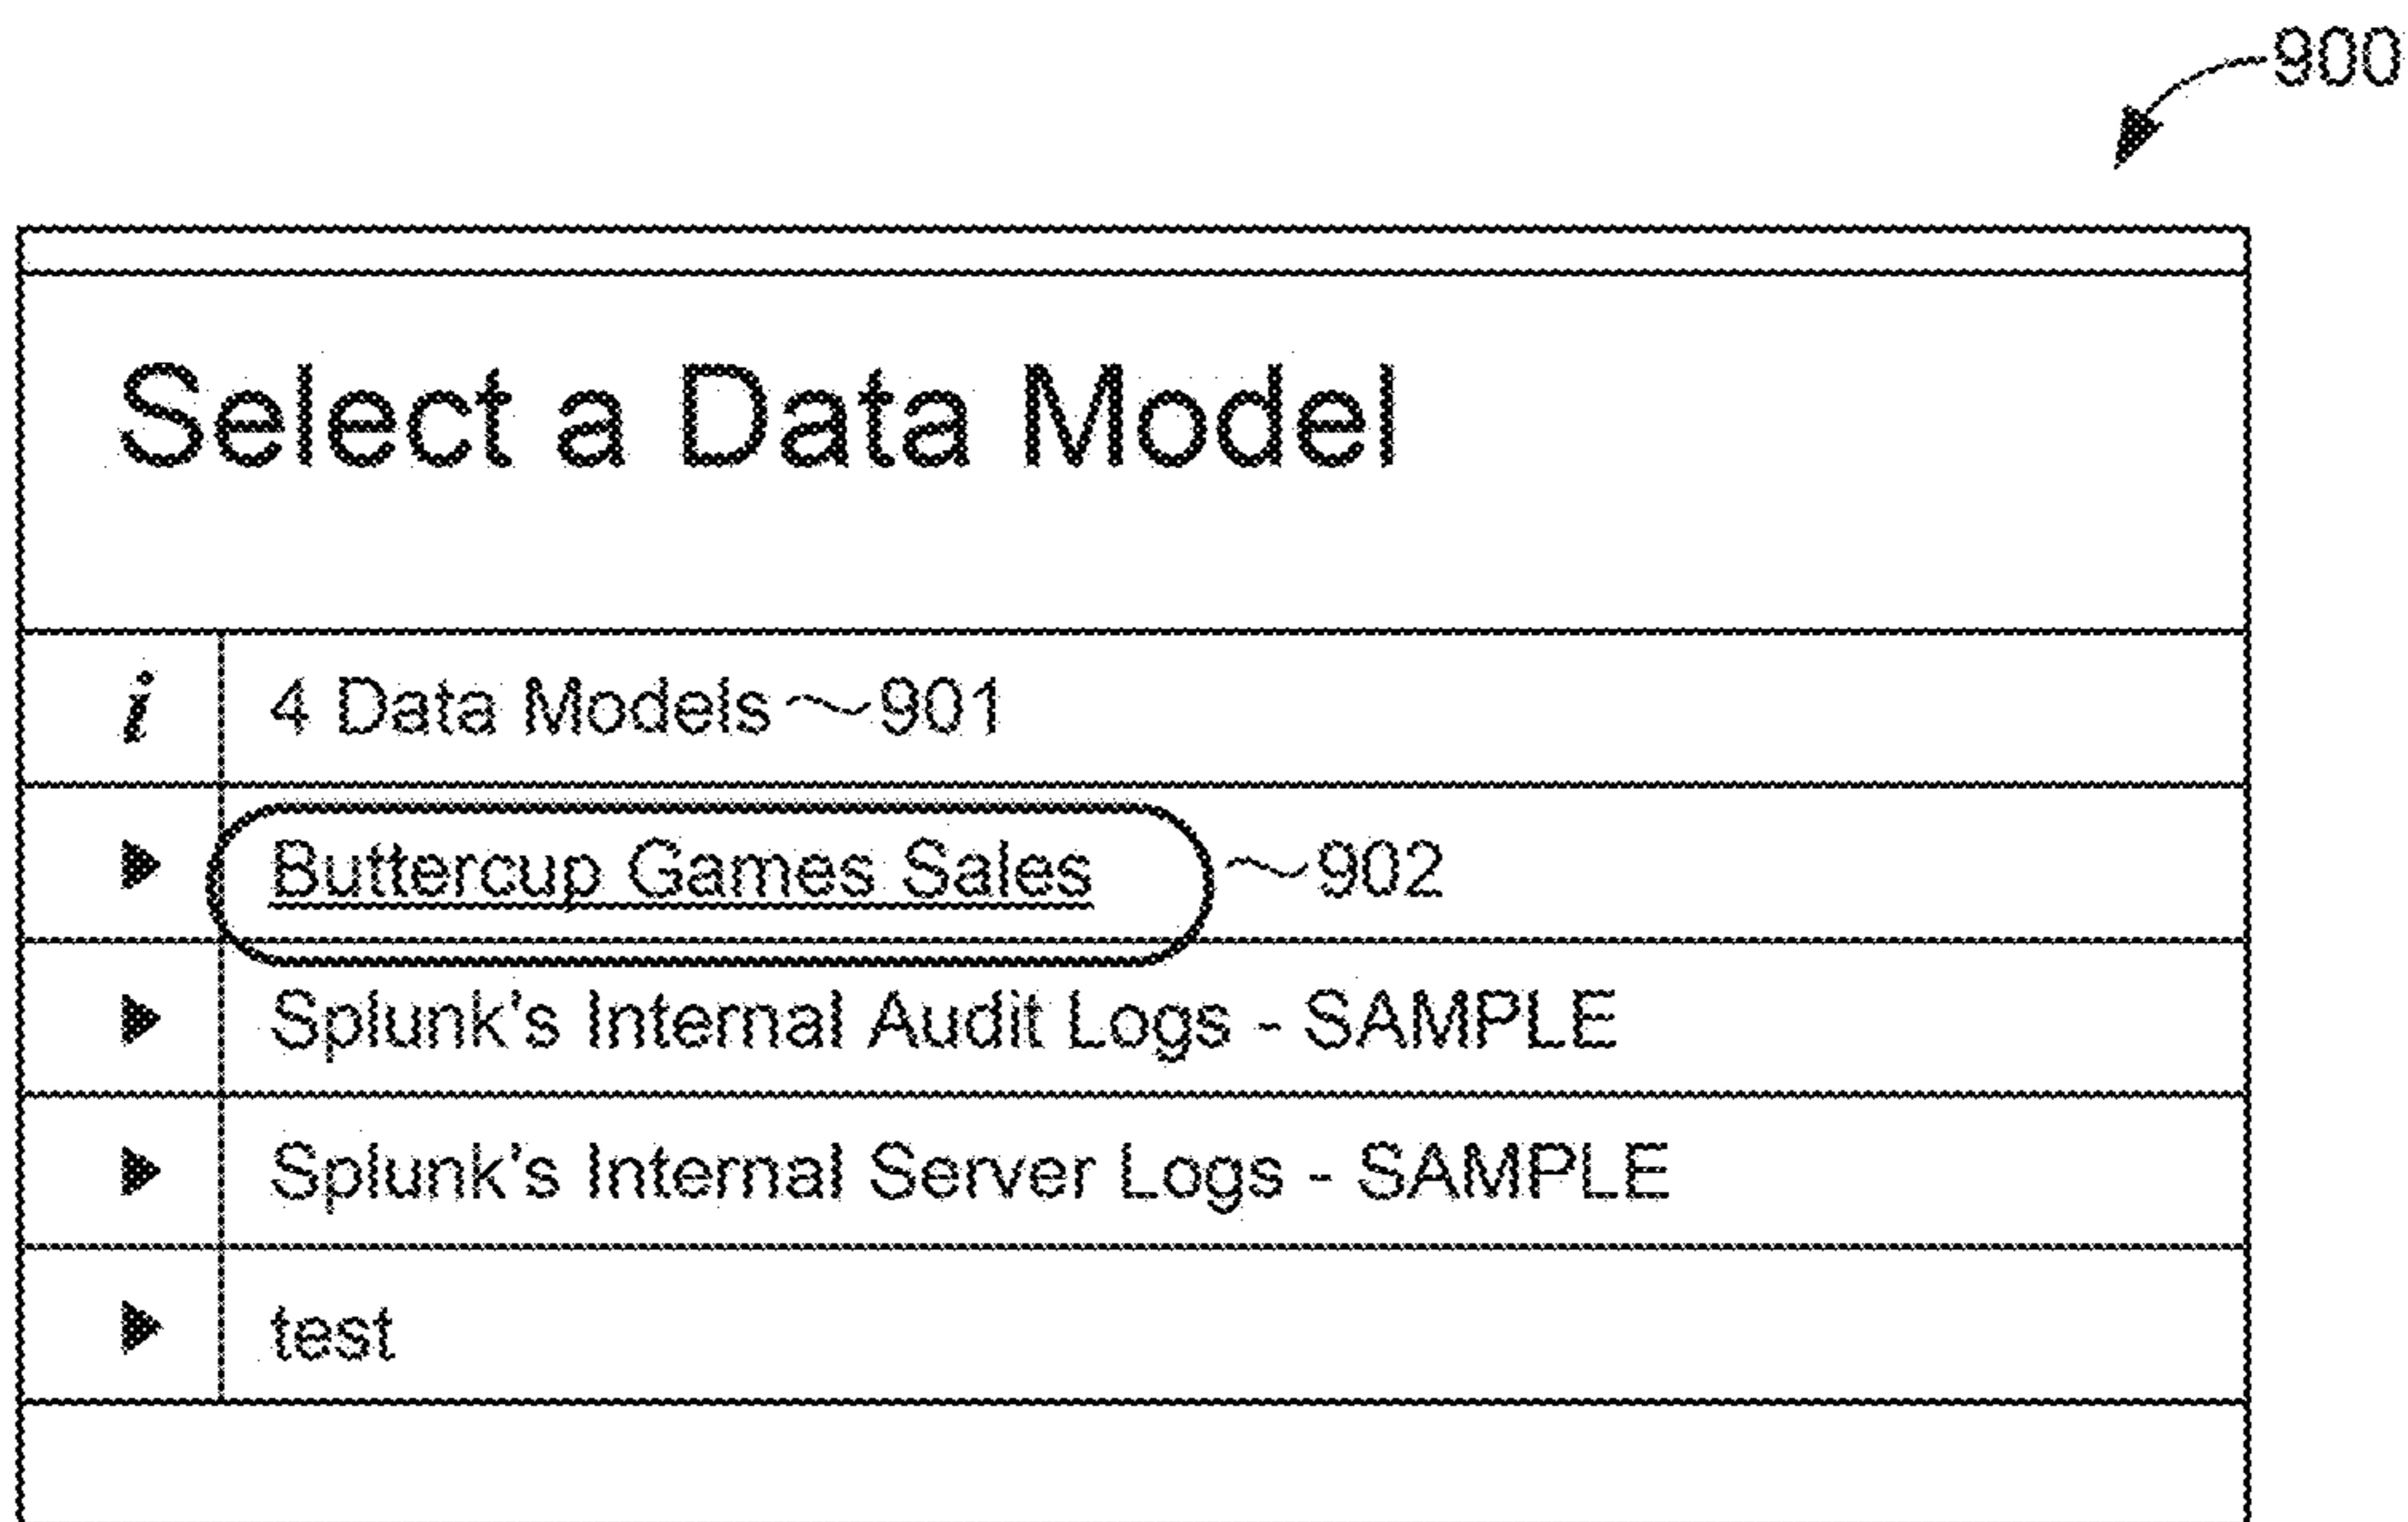 900
Select a Data Model
i 4 Data Models 901
Buttercup Games Sales 902
Splunk's Internal Audit Logs - SAMPLE
Splunk's Internal Server Logs - SAMPLE
test